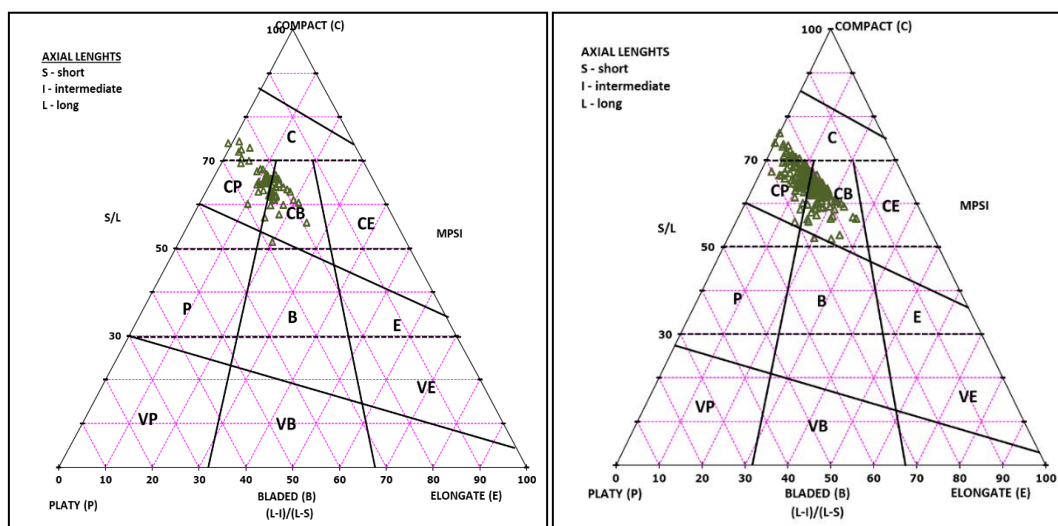 COMPACT (C)
100
AXIAL LENGHTS
S - short
I - intermediate
L - long
C
70
CP
CB
CE
S/L
MPSI
50
P
B
E
30
VP
VB
VE
0 10 20 30 40 50 60 70 80 90 100
PLATY (P)
BLADED (B)
ELONGATE (E)
(L-I)/(L-S)
COMPACT (C)
100
AXIAL LENGHTS
S - short
I - intermediate
L - long
C
70
CP
CB
CE
S/L
MPSI
50
P
B
E
30
VP
VB
VE
0 10 20 30 40 50 60 70 80 90 100
PLATY (P)
BLADED (B)
ELONGATE (E)
(L-I)/(L-S)